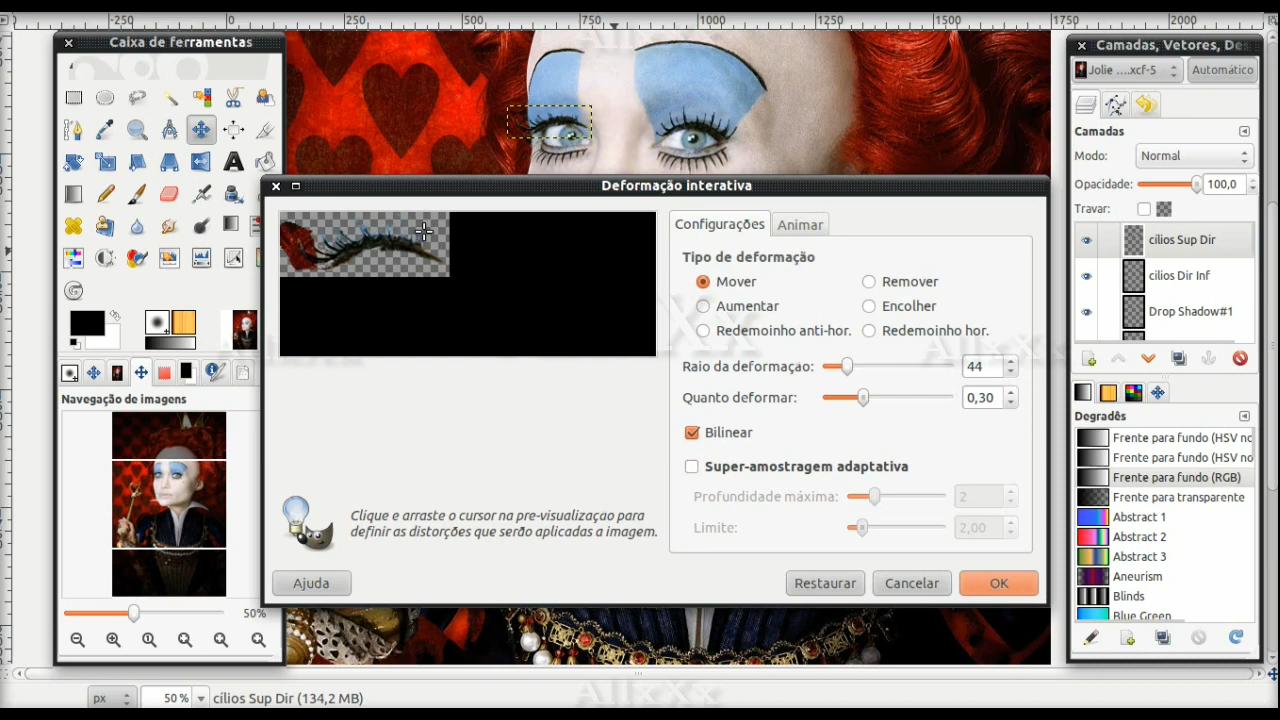 -250
0
250
500
750
1000
1250
1500
1750
2000
Caixa de ferramentas
Camadas, Vetores, De
Jolie ....xcf-5
Automático
Camadas
Modo:
Normal
Opacidade:
100,0
Travar:
cílios Sup Dir
cílios Dir Inf
Drop Shadow#1
Deformação interativa
Configurações
Animar
Tipo de deformação
Mover
Remover
Aumentar
Encolher
Redemoinho anti-hor.
Redemoinho hor.
Raio da deformaçao:
44
Quanto deformar:
0,30
Bilinear
Super-amostragem adaptativa
Profundidade máxima:
2
Limite:
2,00
Clique e arraste o cursor na pre-visualizaçao para
definir as distorções que serão aplicadas a imagem.
Ajuda
Restaurar
Cancelar
OK
Navegação de imagens
50%
Degradês
Frente para fundo (HSV no
Frente para fundo (HSV no
Frente para fundo (RGB)
Frente para transparente
Abstract 1
Abstract 2
Abstract 3
Aneurism
Blinds
Blue Green
px
50 %
cílios Sup Dir (134,2 MB)